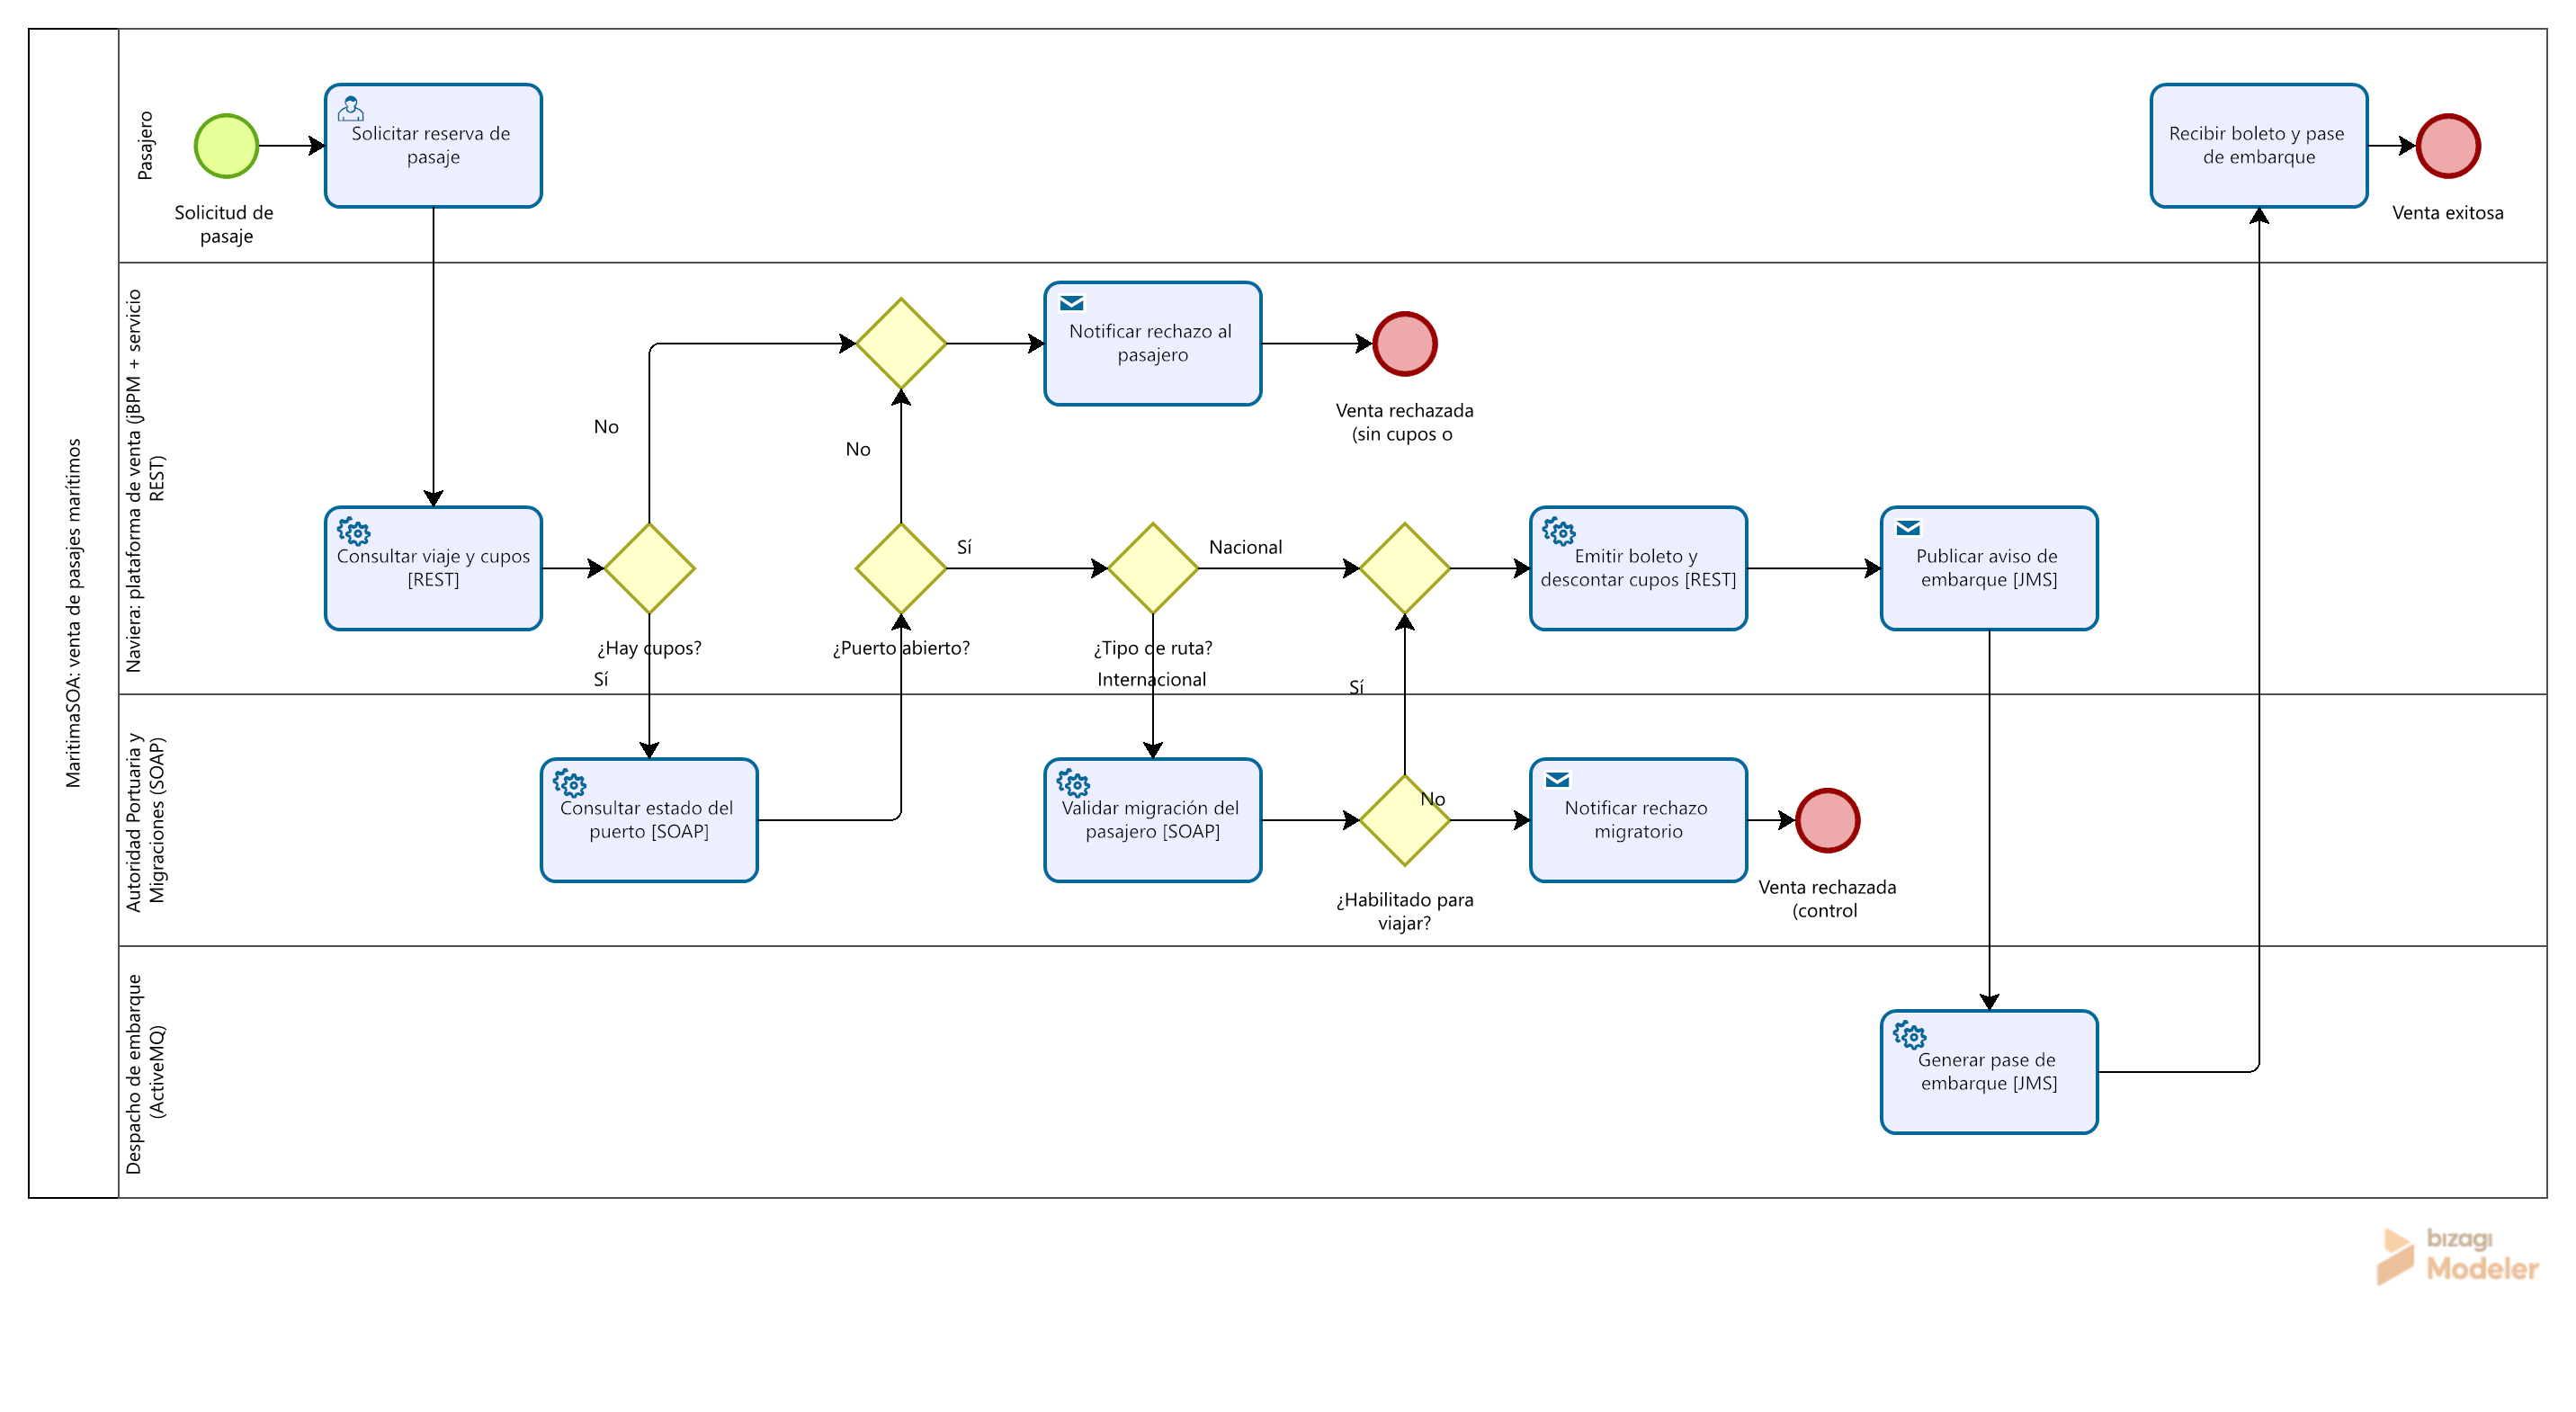 MaritimaSOA: venta de pasajes marítimos
Pasajero
Solicitud de
pasaje
Solicitar reserva de
pasaje
Recibir boleto y pase
de embarque
Venta exitosa
Naviera: plataforma de venta (jBPM + servicio
REST)
Notificar rechazo al
pasajero
Venta rechazada
(sin cupos o
No
No
Consultar viaje y cupos
[REST]
¿Hay cupos?
Sí
¿Puerto abierto?
Sí
¿Tipo de ruta?
Nacional
Internacional
Sí
Emitir boleto y
descontar cupos [REST]
Publicar aviso de
embarque [JMS]
Autoridad Portuaria y
Migraciones (SOAP)
Consultar estado del
puerto [SOAP]
Validar migración del
pasajero [SOAP]
No
¿Habilitado para
viajar?
Notificar rechazo
migratorio
Venta rechazada
(control
Despacho de embarque
(ActiveMQ)
Generar pase de
embarque [JMS]
bizagi
Modeler